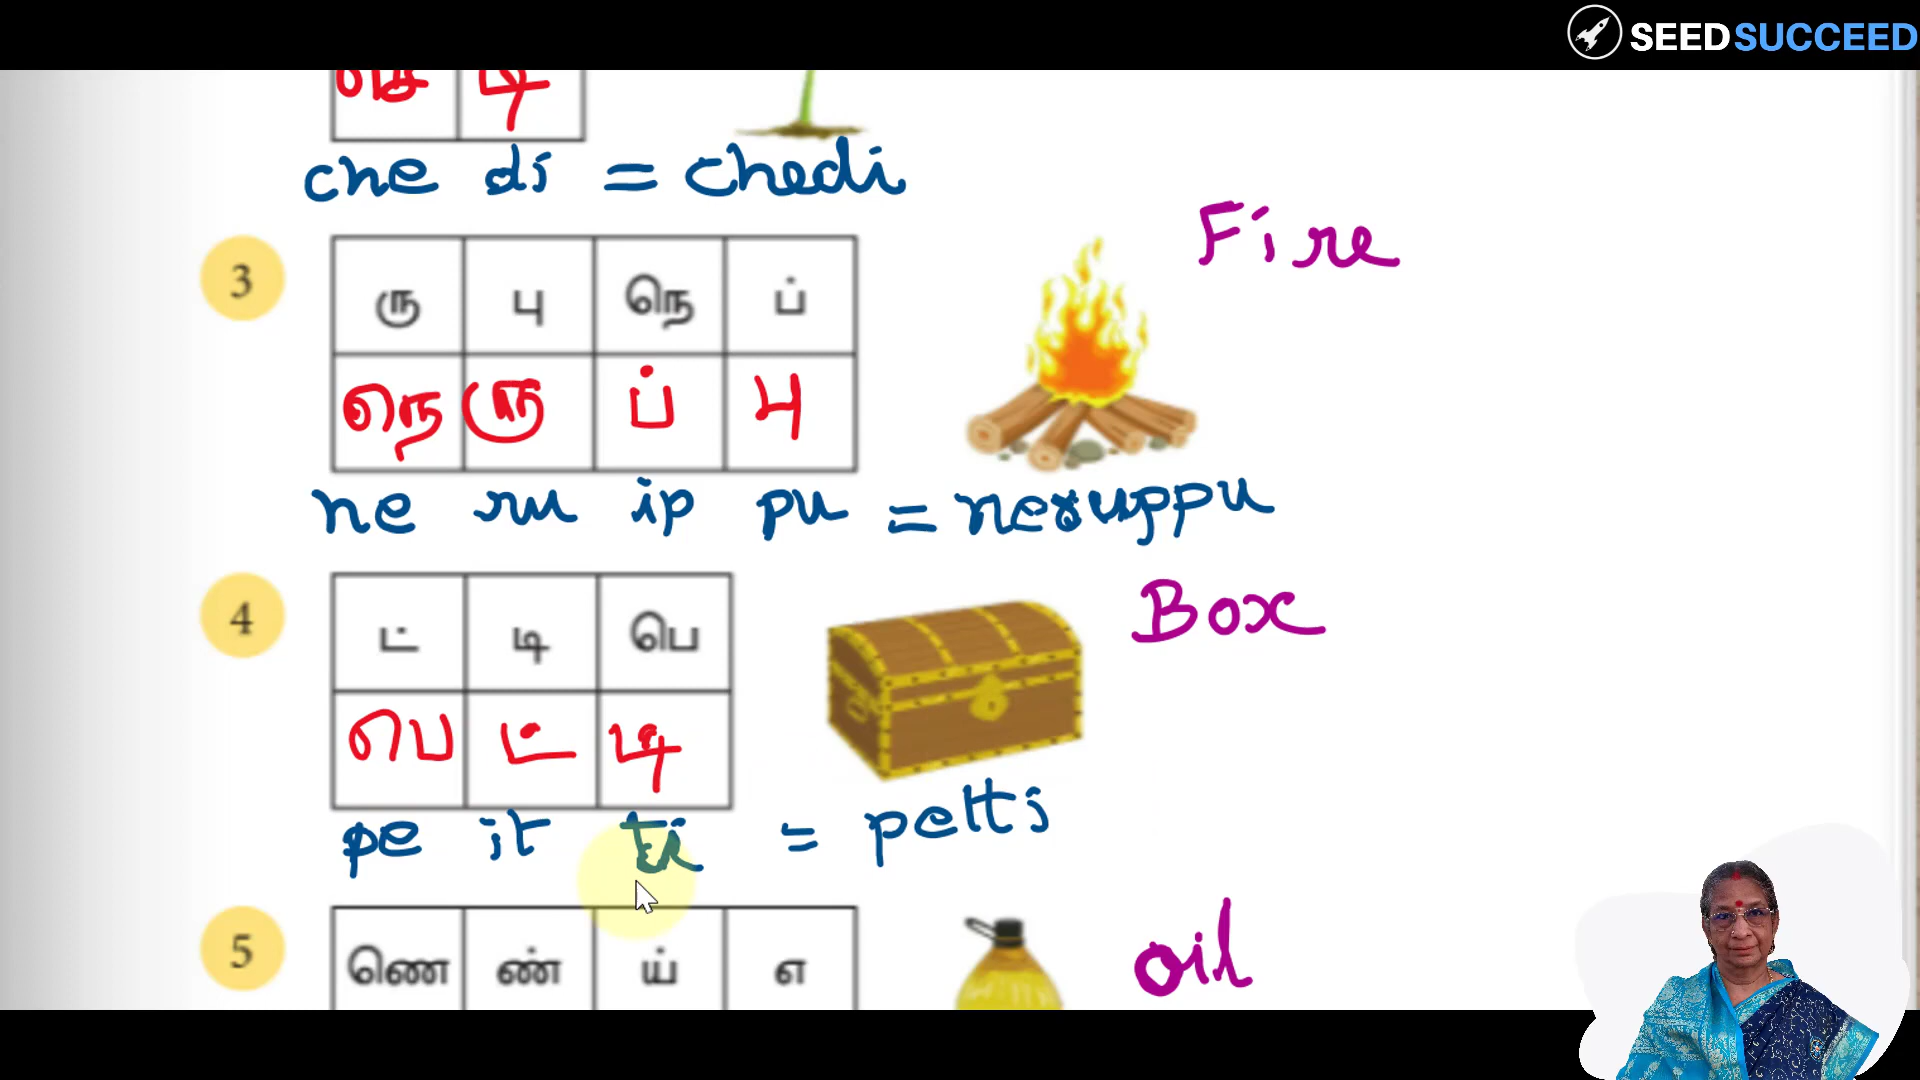 SEEDSUCCEED
செ டி
che di = chedi
Fire
3
ரு பு நெ ப்
நெ ரு ப் பு
ne ru ip pu = neruppu
4
ட் டி பெ
Box
பெ ட் டி
pe it ti = petti
5
ணெ ண் ய் எ
oil